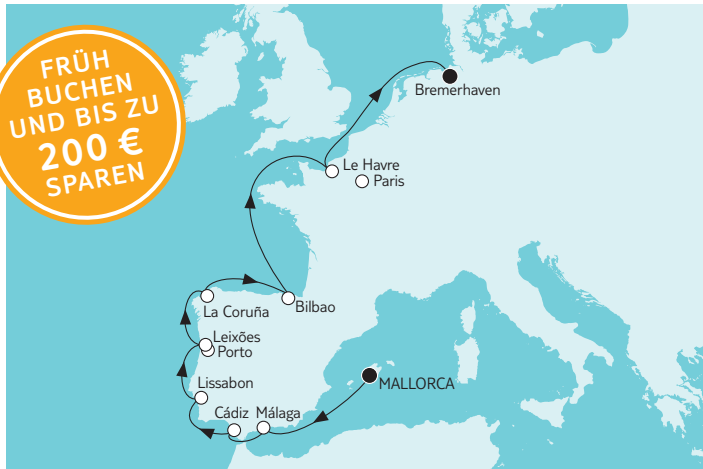 FRÜH
BUCHEN
UND BIS ZU
200 €
SPAREN
Bremerhaven
Le Havre
Paris
La Coruña
Bilbao
Leixões
Porto
Lissabon
MALLORCA
Cádiz
Málaga